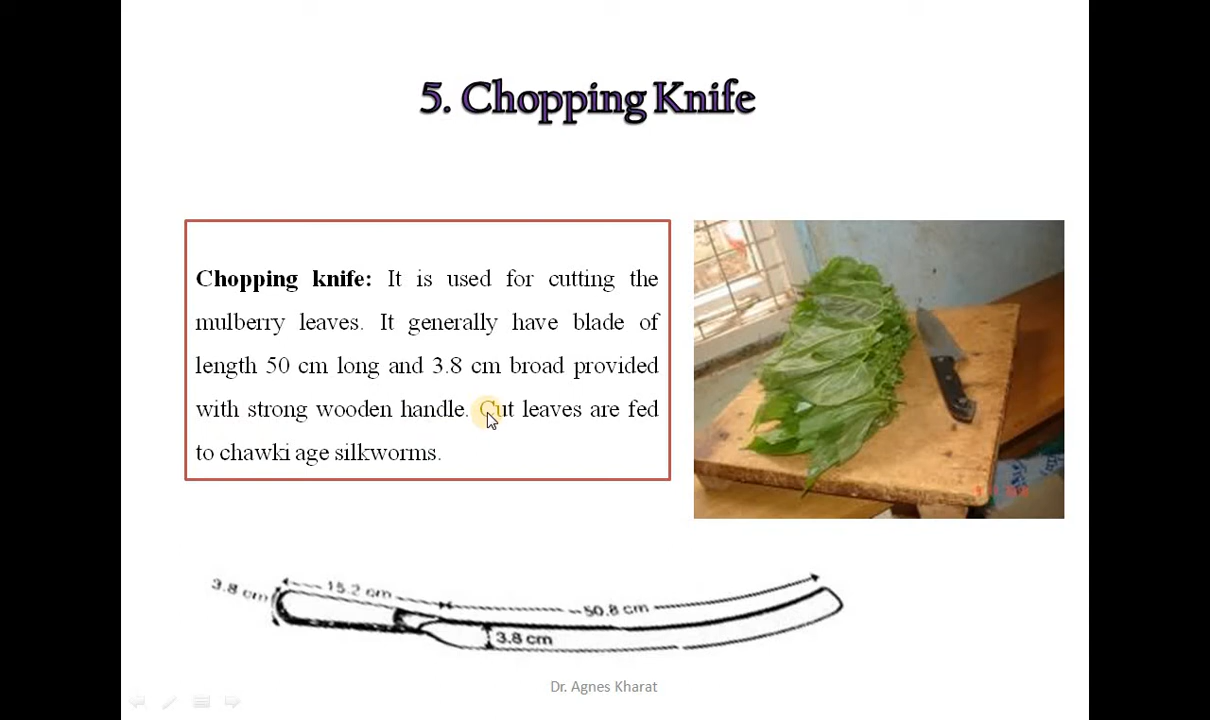 5. Chopping Knife
Chopping knife: It is used for cutting the
mulberry leaves. It generally have blade of
length 50 cm long and 3.8 cm broad provided
with strong wooden handle. Cut leaves are fed
to chawki age silkworms.
3.8 cm
15.2 cm
50.8 cm
3.8 cm
Dr. Agnes Kharat